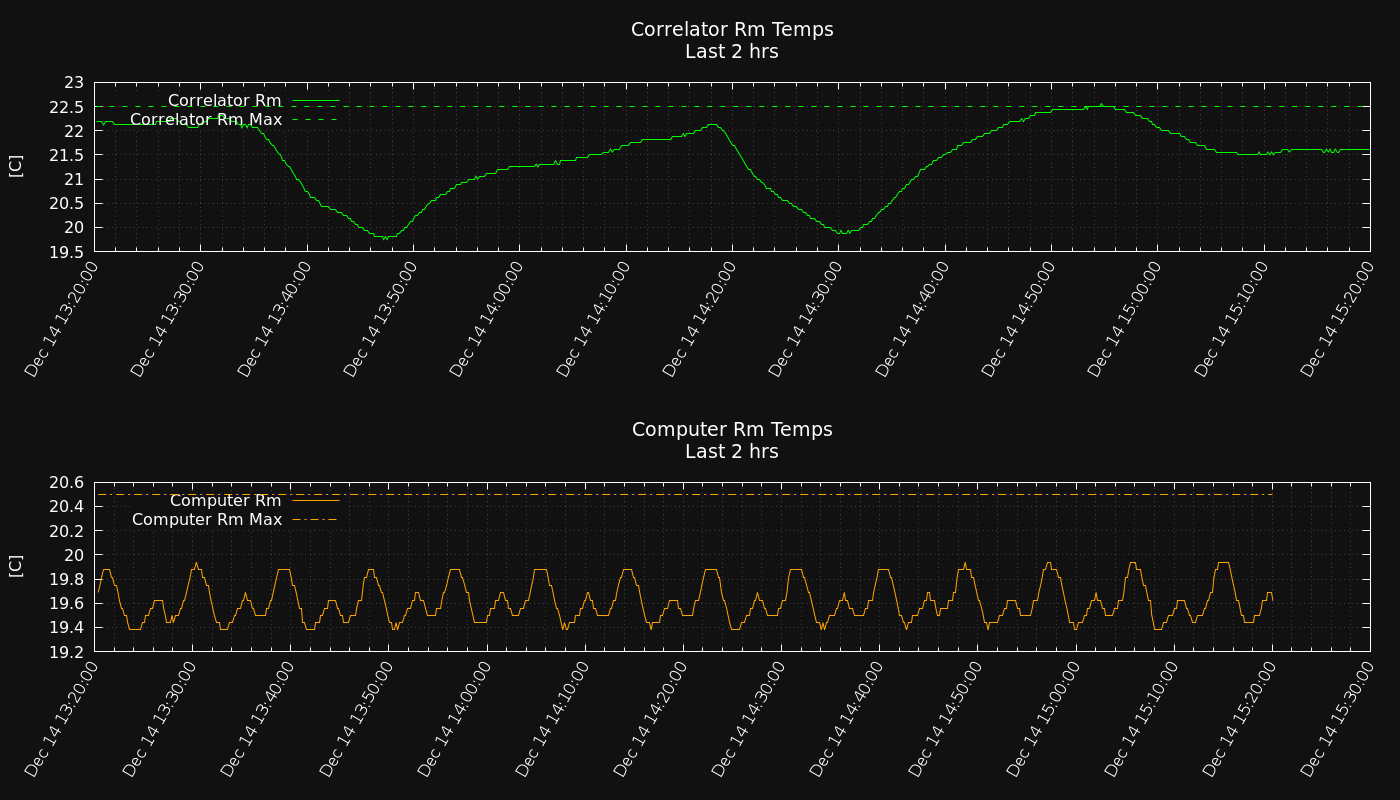 Correlator Rm Temps
Last 2 hrs
23
22.5
22
21.5
21
20.5
20
19.5
[C]
Correlator Rm
Correlator Rm Max
Dec 14 13:20:00
Dec 14 13:30:00
Dec 14 13:40:00
Dec 14 13:50:00
Dec 14 14:00:00
Dec 14 14:10:00
Dec 14 14:20:00
Dec 14 14:30:00
Dec 14 14:40:00
Dec 14 14:50:00
Dec 14 15:00:00
Dec 14 15:10:00
Dec 14 15:20:00
Computer Rm Temps
Last 2 hrs
20.6
20.4
20.2
20
19.8
19.6
19.4
19.2
[C]
Computer Rm
Computer Rm Max
Dec 14 13:20:00
Dec 14 13:30:00
Dec 14 13:40:00
Dec 14 13:50:00
Dec 14 14:00:00
Dec 14 14:10:00
Dec 14 14:20:00
Dec 14 14:30:00
Dec 14 14:40:00
Dec 14 14:50:00
Dec 14 15:00:00
Dec 14 15:10:00
Dec 14 15:20:00
Dec 14 15:30:00